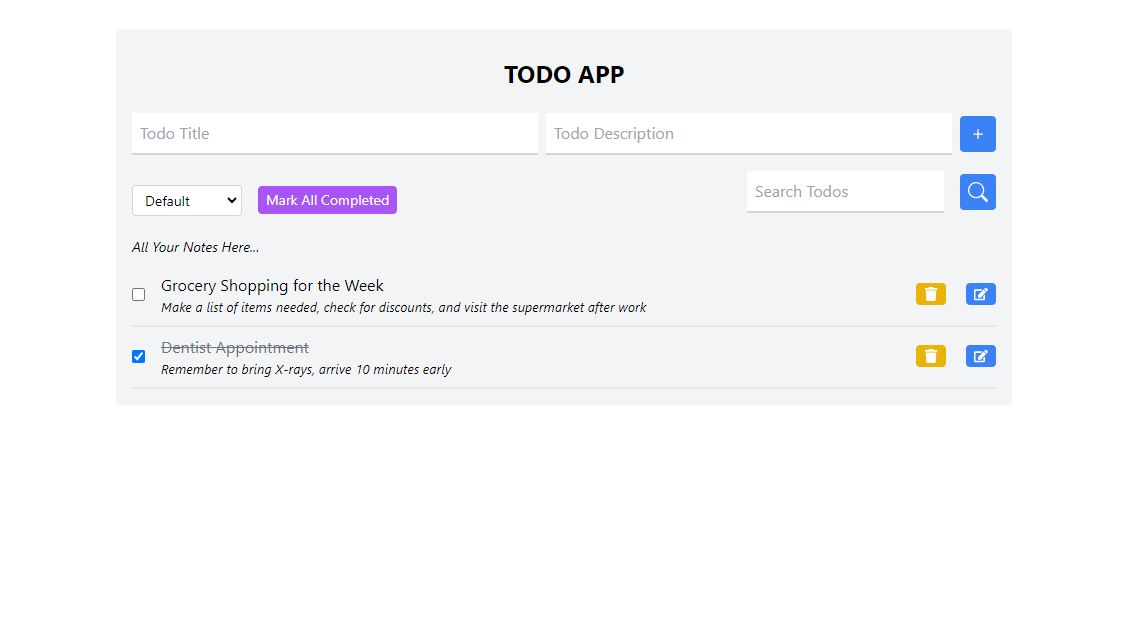 TODO APP
Todo Title
Todo Description
+
Default
Mark All Completed
Search Todos
All Your Notes Here...
Grocery Shopping for the Week
Make a list of items needed, check for discounts, and visit the supermarket after work
Dentist Appointment
Remember to bring X-rays, arrive 10 minutes early